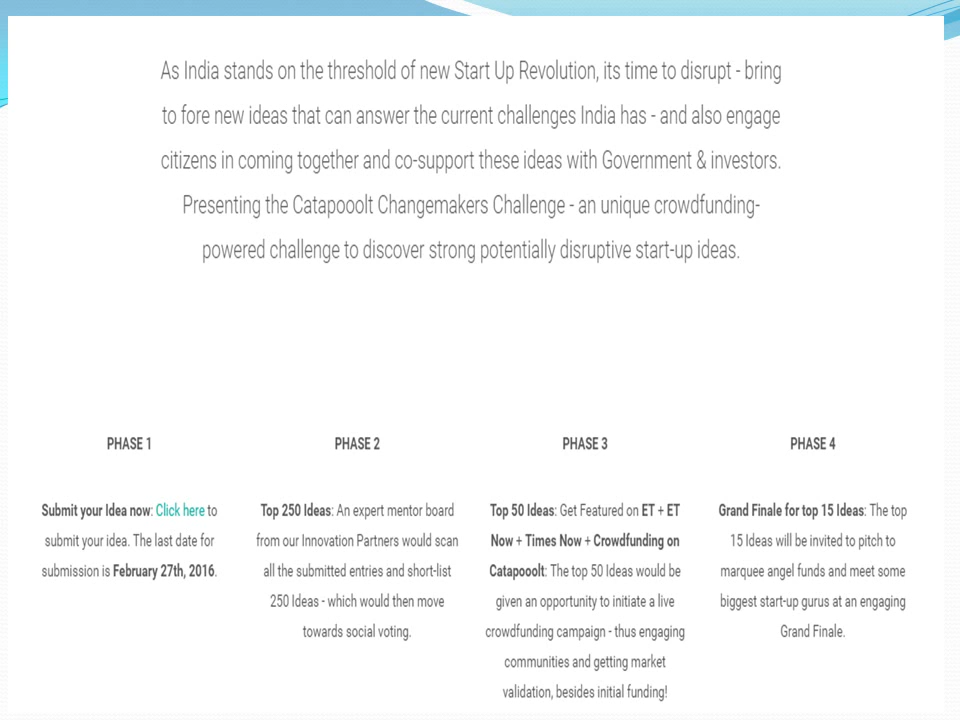 As India stands on the threshold of new Start Up Revolution, its time to disrupt - bring
to fore new ideas that can answer the current challenges India has - and also engage
citizens in coming together and co-support these ideas with Government & investors.
Presenting the Catapooolt Changemakers Challenge - an unique crowdfunding-
powered challenge to discover strong potentially disruptive start-up ideas.
PHASE 1
Submit your Idea now: Click here to
submit your idea. The last date for
submission is February 27th, 2016.
PHASE 2
Top 250 Ideas: An expert mentor board
from our Innovation Partners would scan
all the submitted entries and short-list
250 Ideas - which would then move
towards social voting.
PHASE 3
Top 50 Ideas: Get Featured on ET + ET
Now + Times Now + Crowdfunding on
Catapooolt: The top 50 Ideas would be
given an opportunity to initiate a live
crowdfunding campaign - thus engaging
communities and getting market
validation, besides initial funding!
PHASE 4
Grand Finale for top 15 Ideas: The top
15 Ideas will be invited to pitch to
marquee angel funds and meet some
biggest start-up gurus at an engaging
Grand Finale.